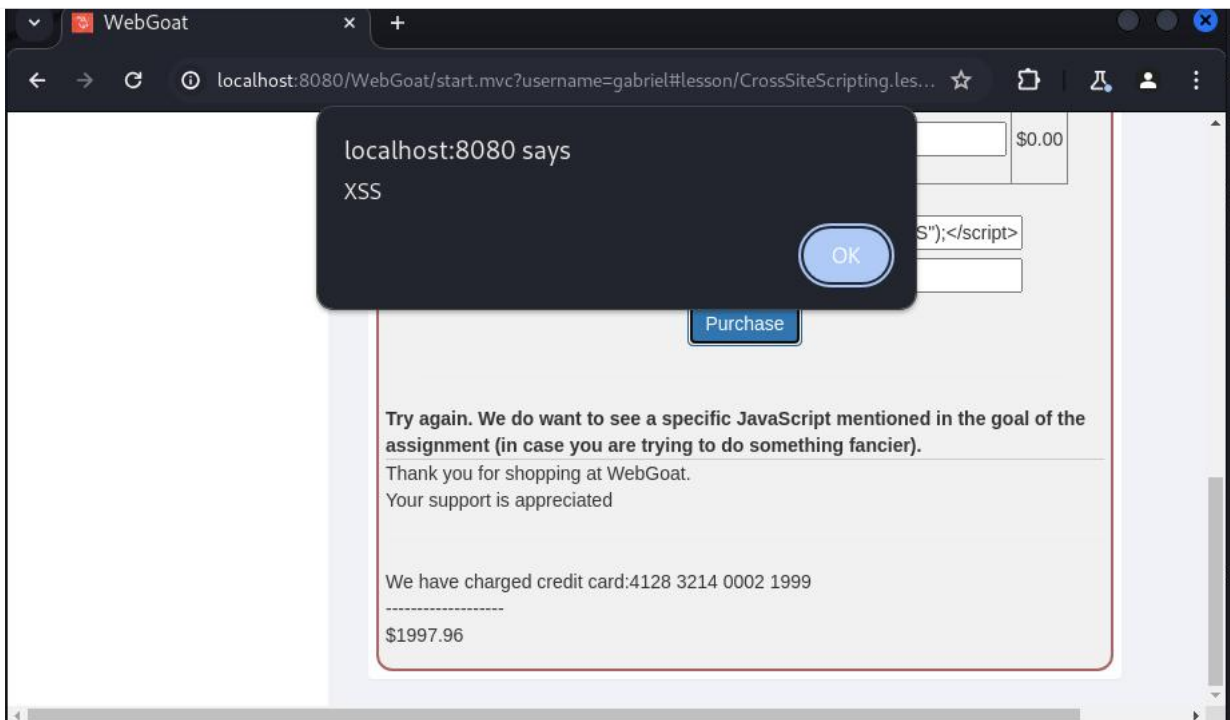 WebGoat
localhost:8080/WebGoat/start.mvc?username=gabriel#lesson/CrossSiteScripting.les...
localhost:8080 says
XSS
OK
$0.00
S");</script>
Purchase
Try again. We do want to see a specific JavaScript mentioned in the goal of the
assignment (in case you are trying to do something fancier).
Thank you for shopping at WebGoat.
Your support is appreciated
We have charged credit card:4128 3214 0002 1999
-------------------
$1997.96